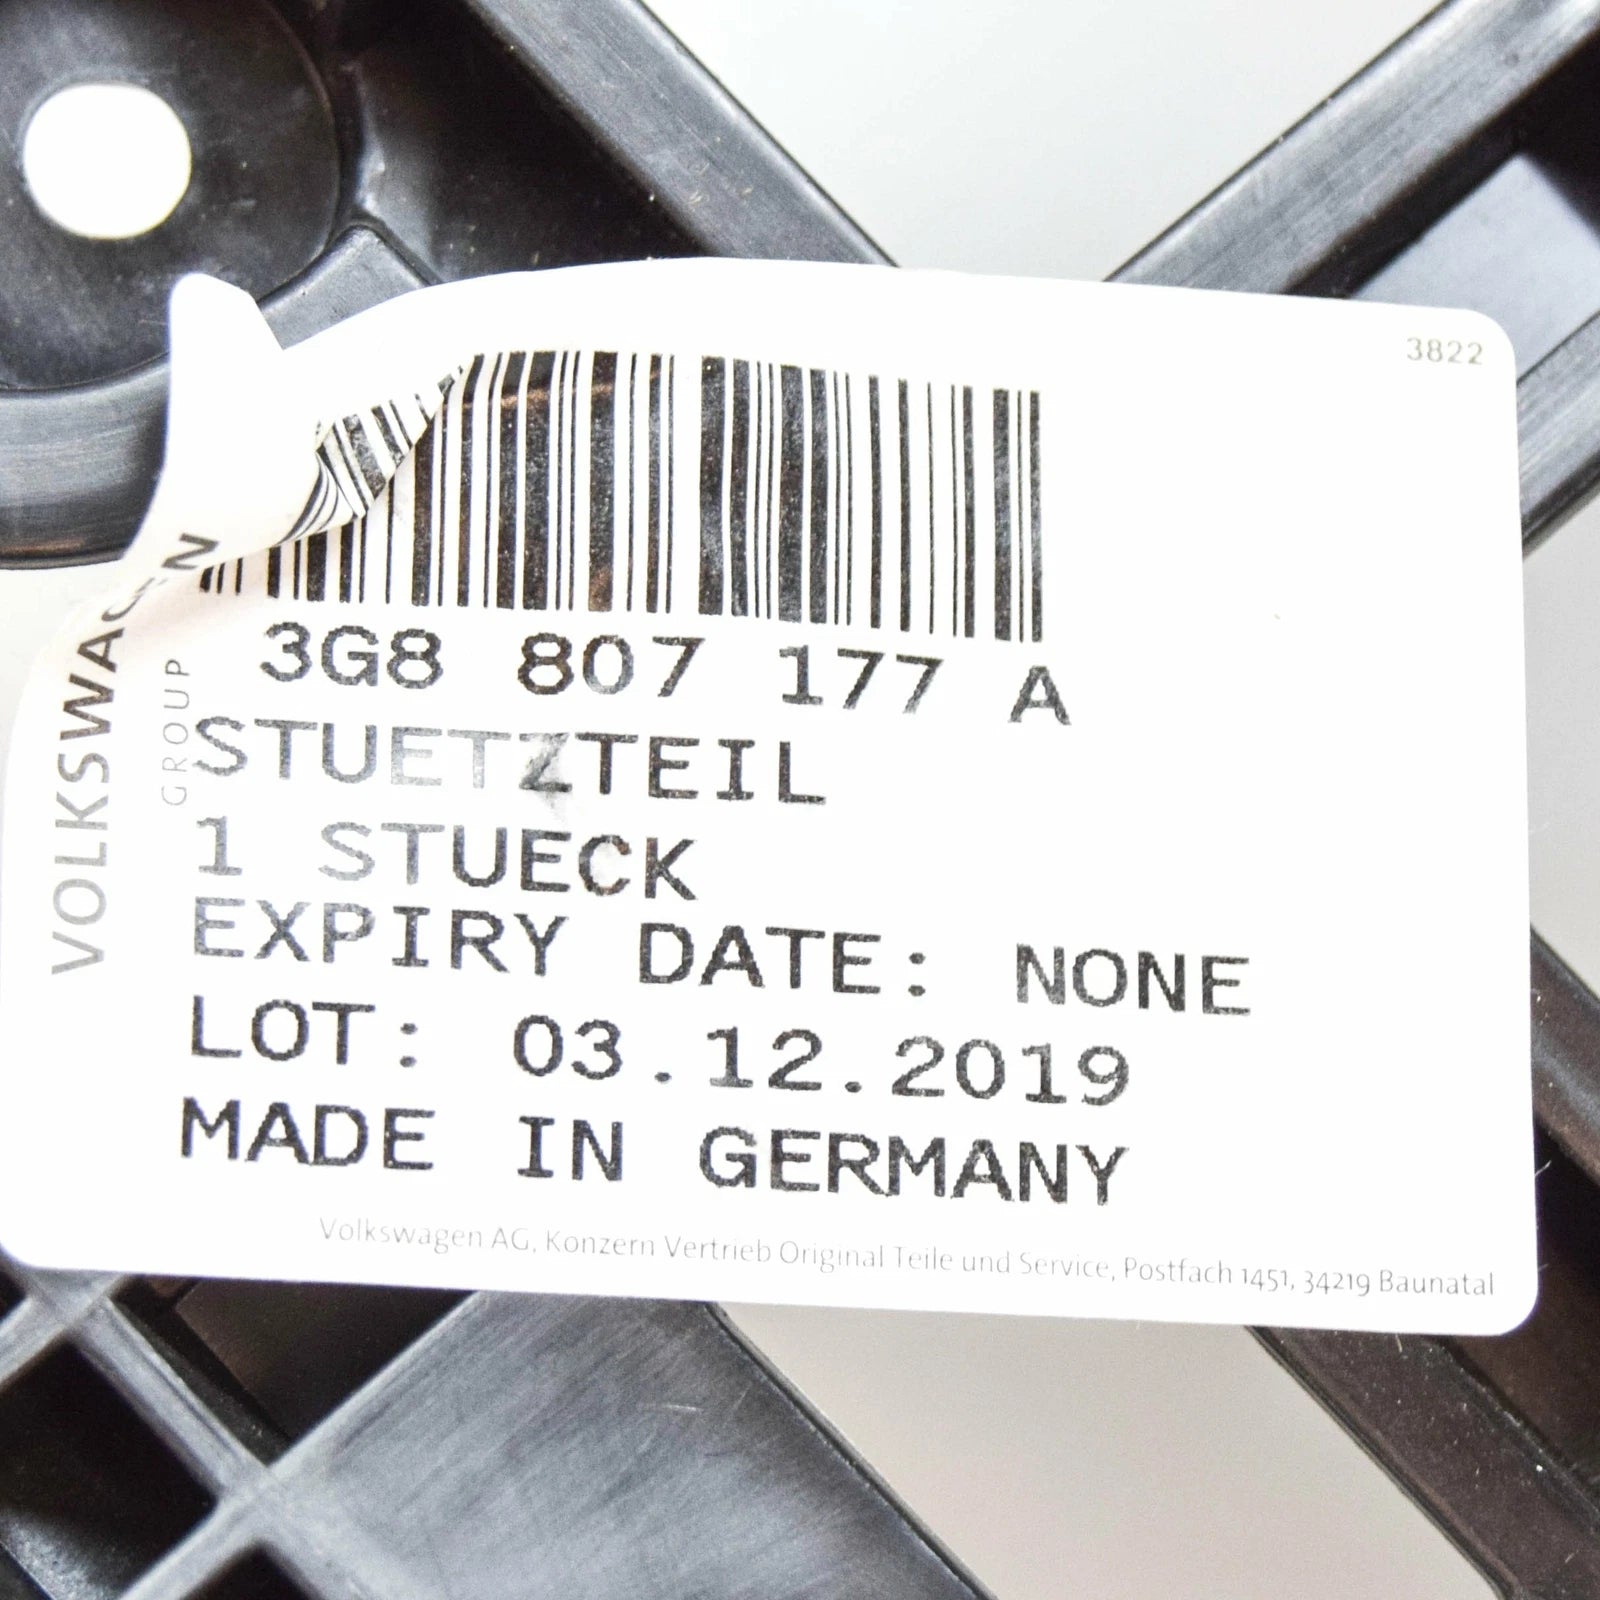 3822
VOLKSWAGEN
GROUP
3G8 807 177 A
STUETZTEIL
1 STUECK
EXPIRY DATE: NONE
LOT: 03.12.2019
MADE IN GERMANY
Volkswagen AG, Konzern Vertrieb Original Teile und Service, Postfach 1451, 34219 Baunatal